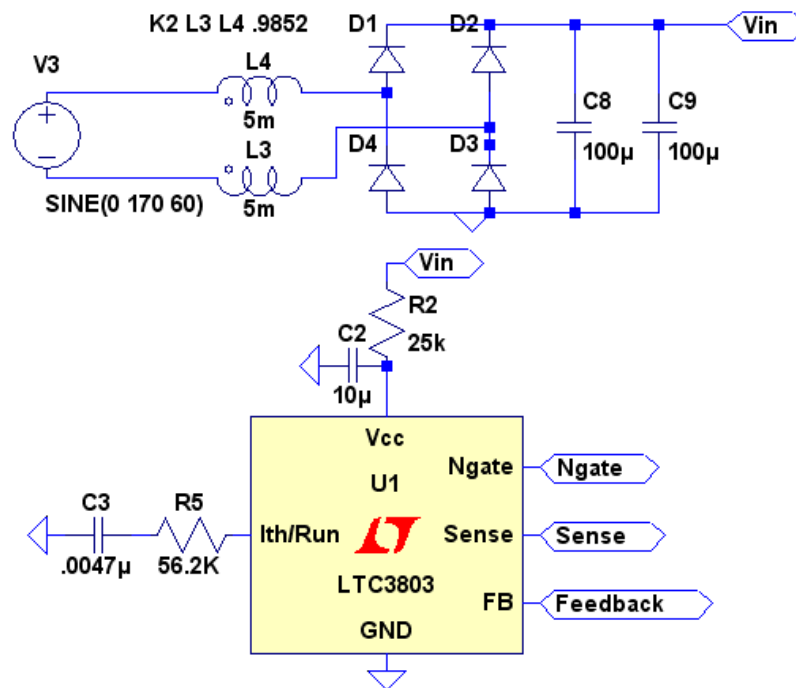 K2 L3 L4 .9852
D1
D2
Vin
V3
L4
5m
C8
C9
100µ
100µ
D4
D3
L3
5m
SINE(0 170 60)
Vin
R2
25k
C2
10µ
Vcc
Ngate
Ngate
U1
C3
R5
Ith/Run
Sense
Sense
.0047µ
56.2K
LTC3803
FB
Feedback
GND